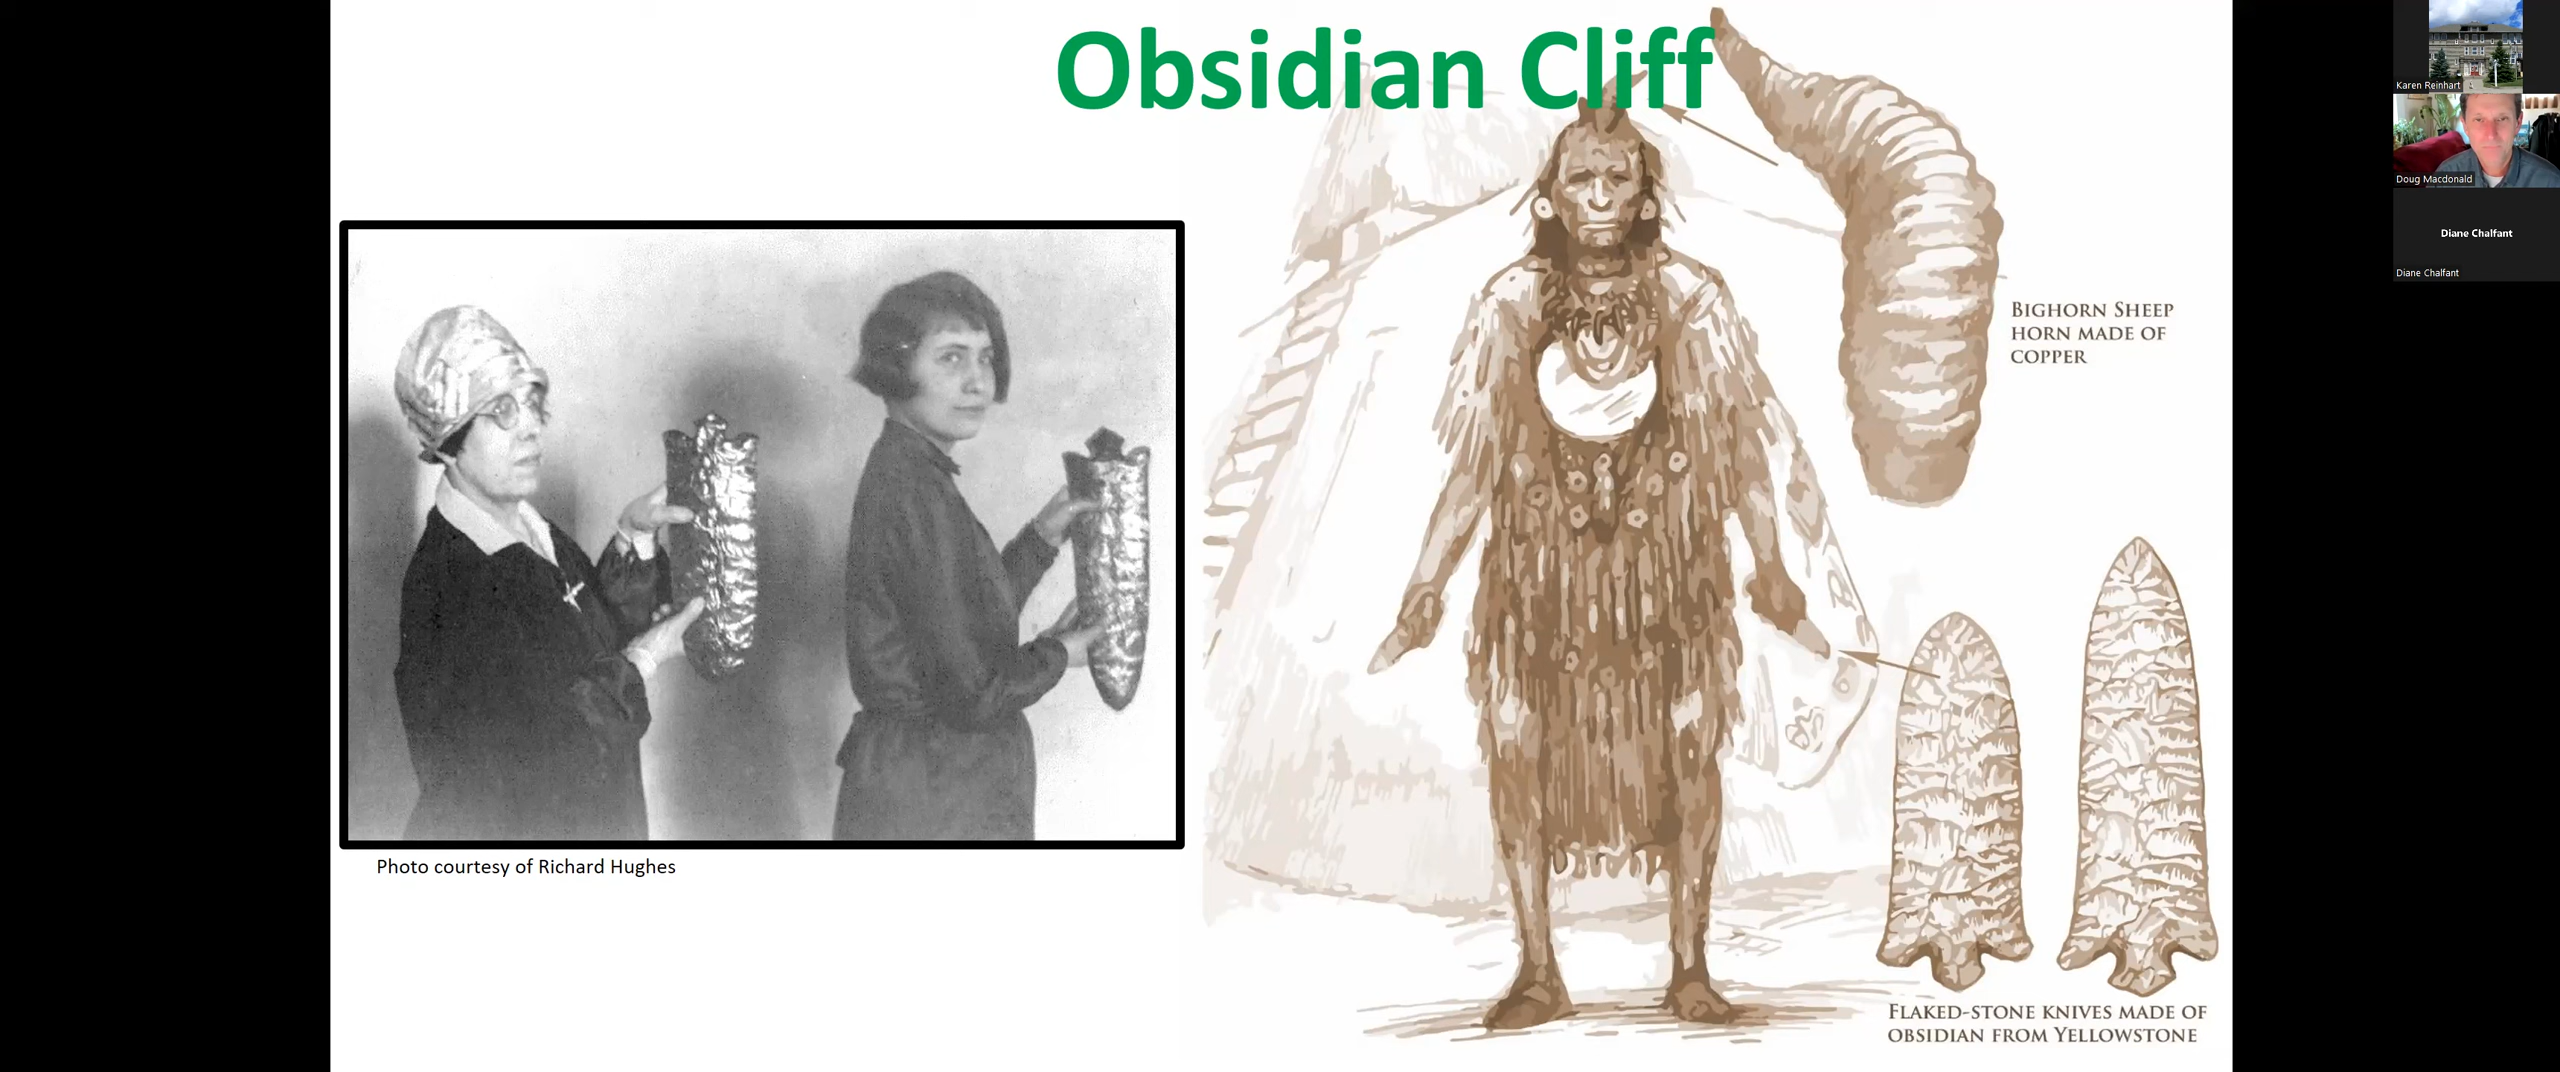 Obsidian Cliff
Karen Reinhart
Doug Macdonald
Diane Chalfant
Diane Chalfant
BIGHORN SHEEP
HORN MADE OF
COPPER
Photo courtesy of Richard Hughes
FLAKED-STONE KNIVES MADE OF
OBSIDIAN FROM YELLOWSTONE